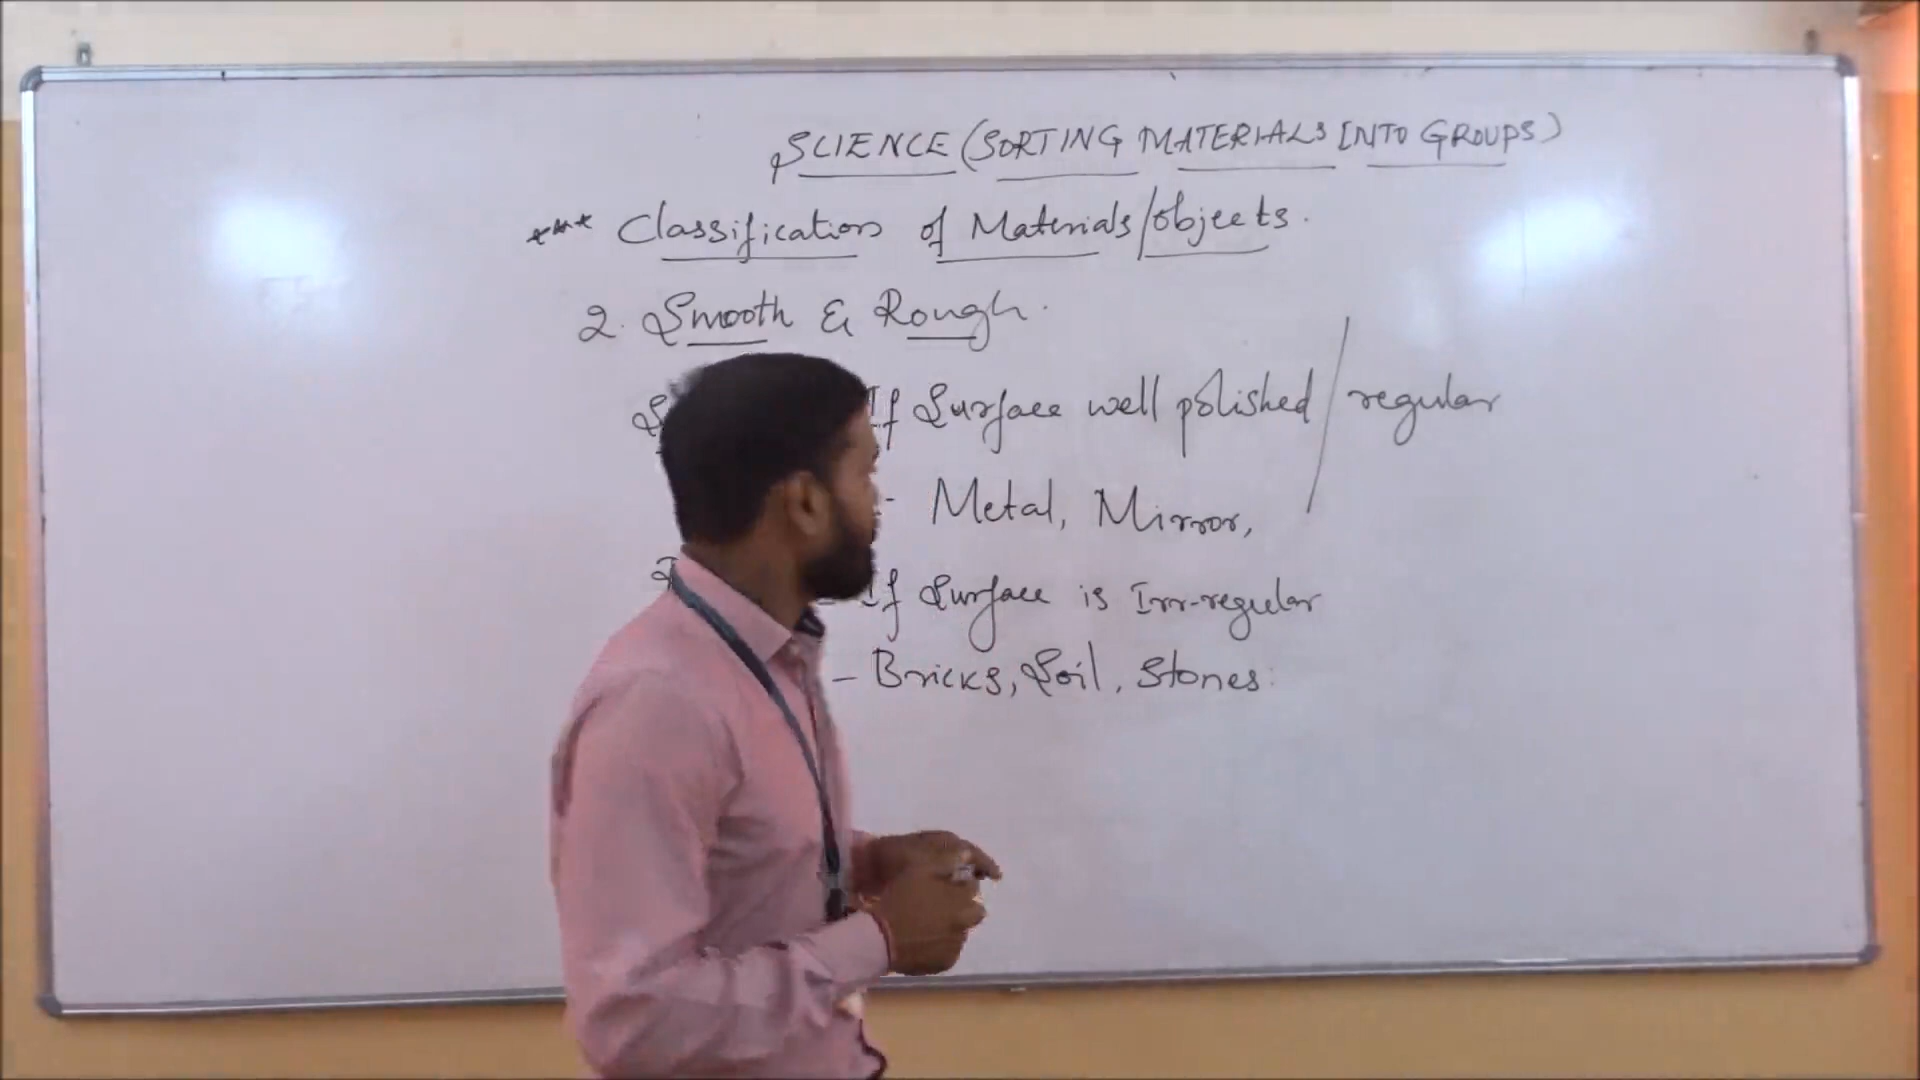 SCIENCE (SORTING MATERIALS INTO GROUPS)
*** Classification of Materials/objects.
2. Smooth & Rough.
If Surface well polished / regular
- Metal, Mirror,
- If Surface is Irr-regular
- Bricks, Soil, Stones.